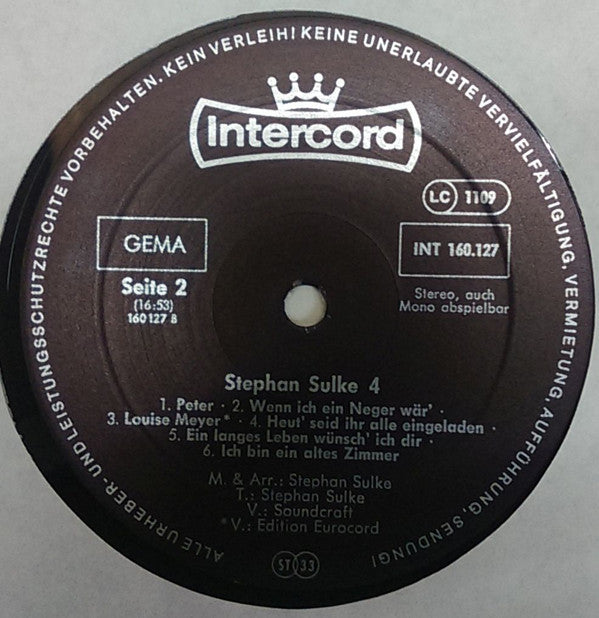 ALLE URHEBER- UND LEISTUNGSSCHUTZRECHTE VORBEHALTEN. KEIN VERLEIH! KEINE UNERLAUBTE VERVIELFÄLTIGUNG, VERMIETUNG, AUFFÜHRUNG, SENDUNG!
Intercord
LC 1109
GEMA
INT 160.127
Seite 2
(16:53)
160127 B
Stereo, auch
Mono abspielbar
Stephan Sulke 4
1. Peter · 2. Wenn ich ein Neger wär' ·
3. Louise Meyer* · 4. Heut' seid ihr alle eingeladen ·
5. Ein langes Leben wünsch' ich dir ·
6. Ich bin ein altes Zimmer
M. & Arr.: Stephan Sulke
T.: Stephan Sulke
V.: Soundcraft
*V.: Edition Eurocord
ST 33